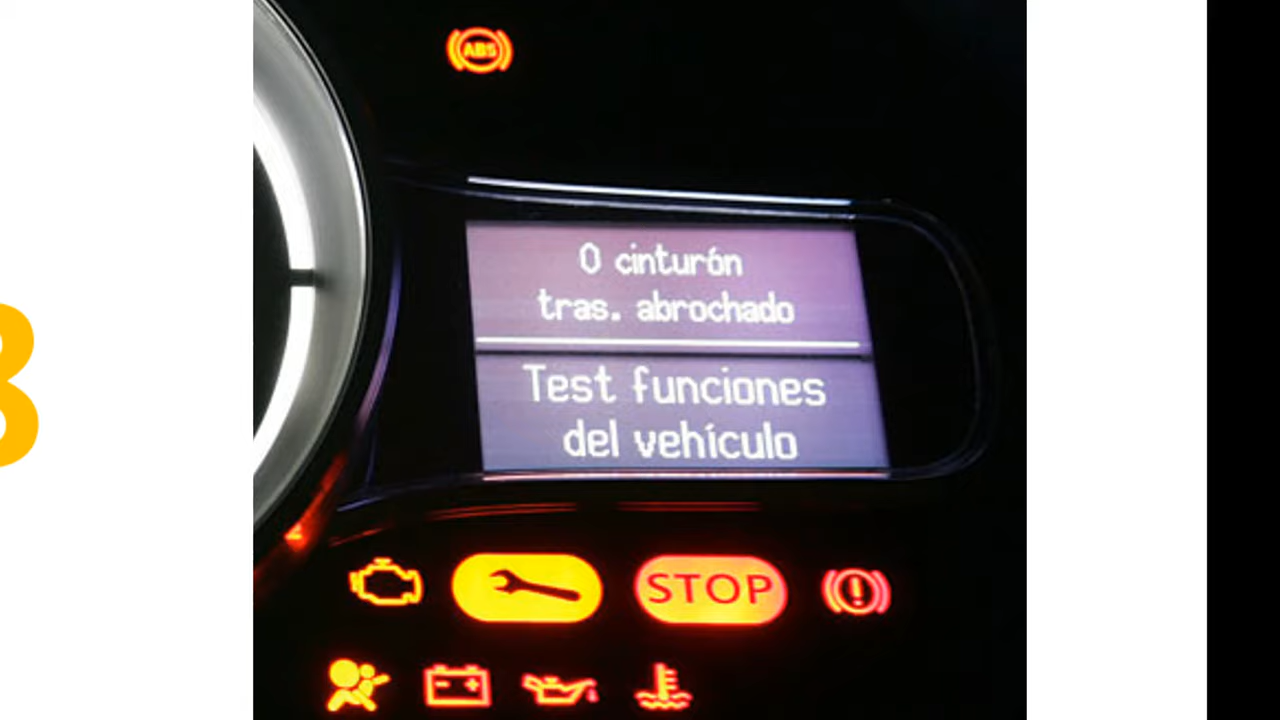 ABS
0 cinturón
tras. abrochado
Test funciones
del vehículo
STOP